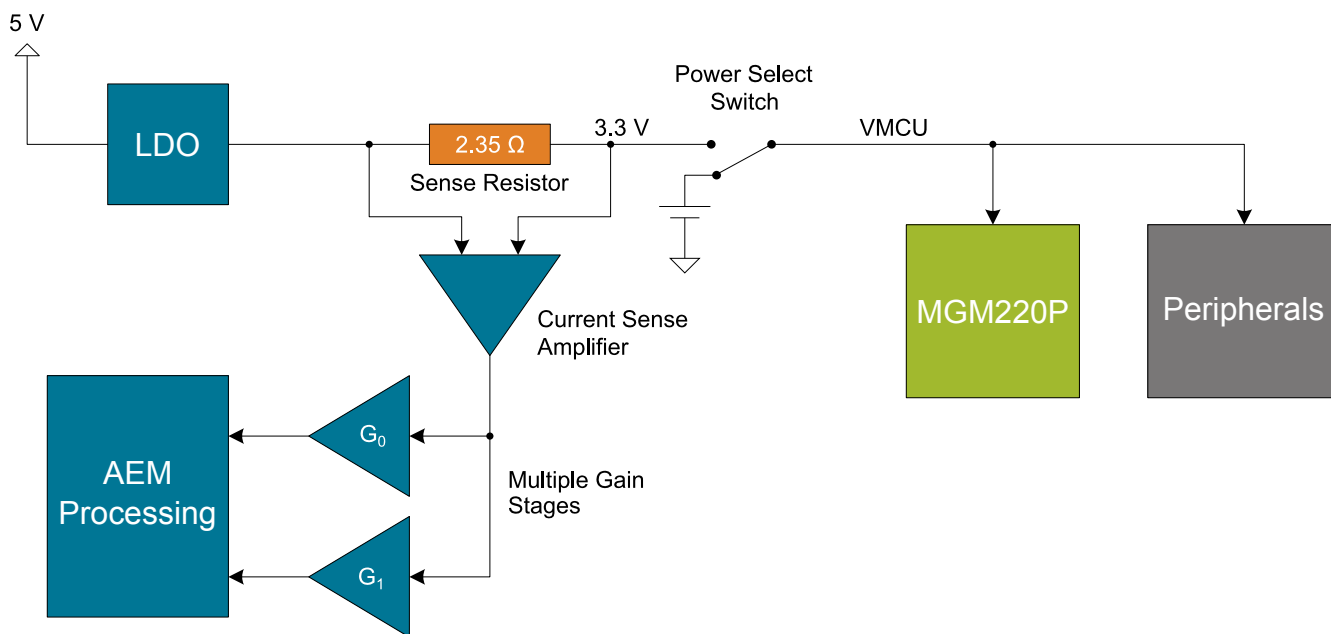 5 V
LDO
2.35 Ω
Sense Resistor
3.3 V
Power Select
Switch
VMCU
MGM220P
Peripherals
Current Sense
Amplifier
AEM
Processing
G₀
G₁
Multiple Gain
Stages